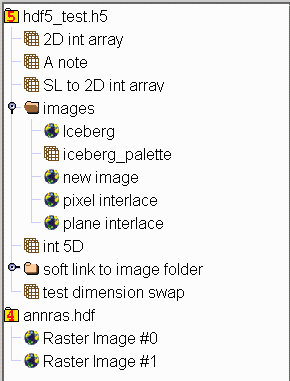 hdf5_test.h5
2D int array
A note
SL to 2D int array
images
Iceberg
iceberg_palette
new image
pixel interlace
plane interlace
int 5D
soft link to image folder
test dimension swap
annras.hdf
Raster Image #0
Raster Image #1